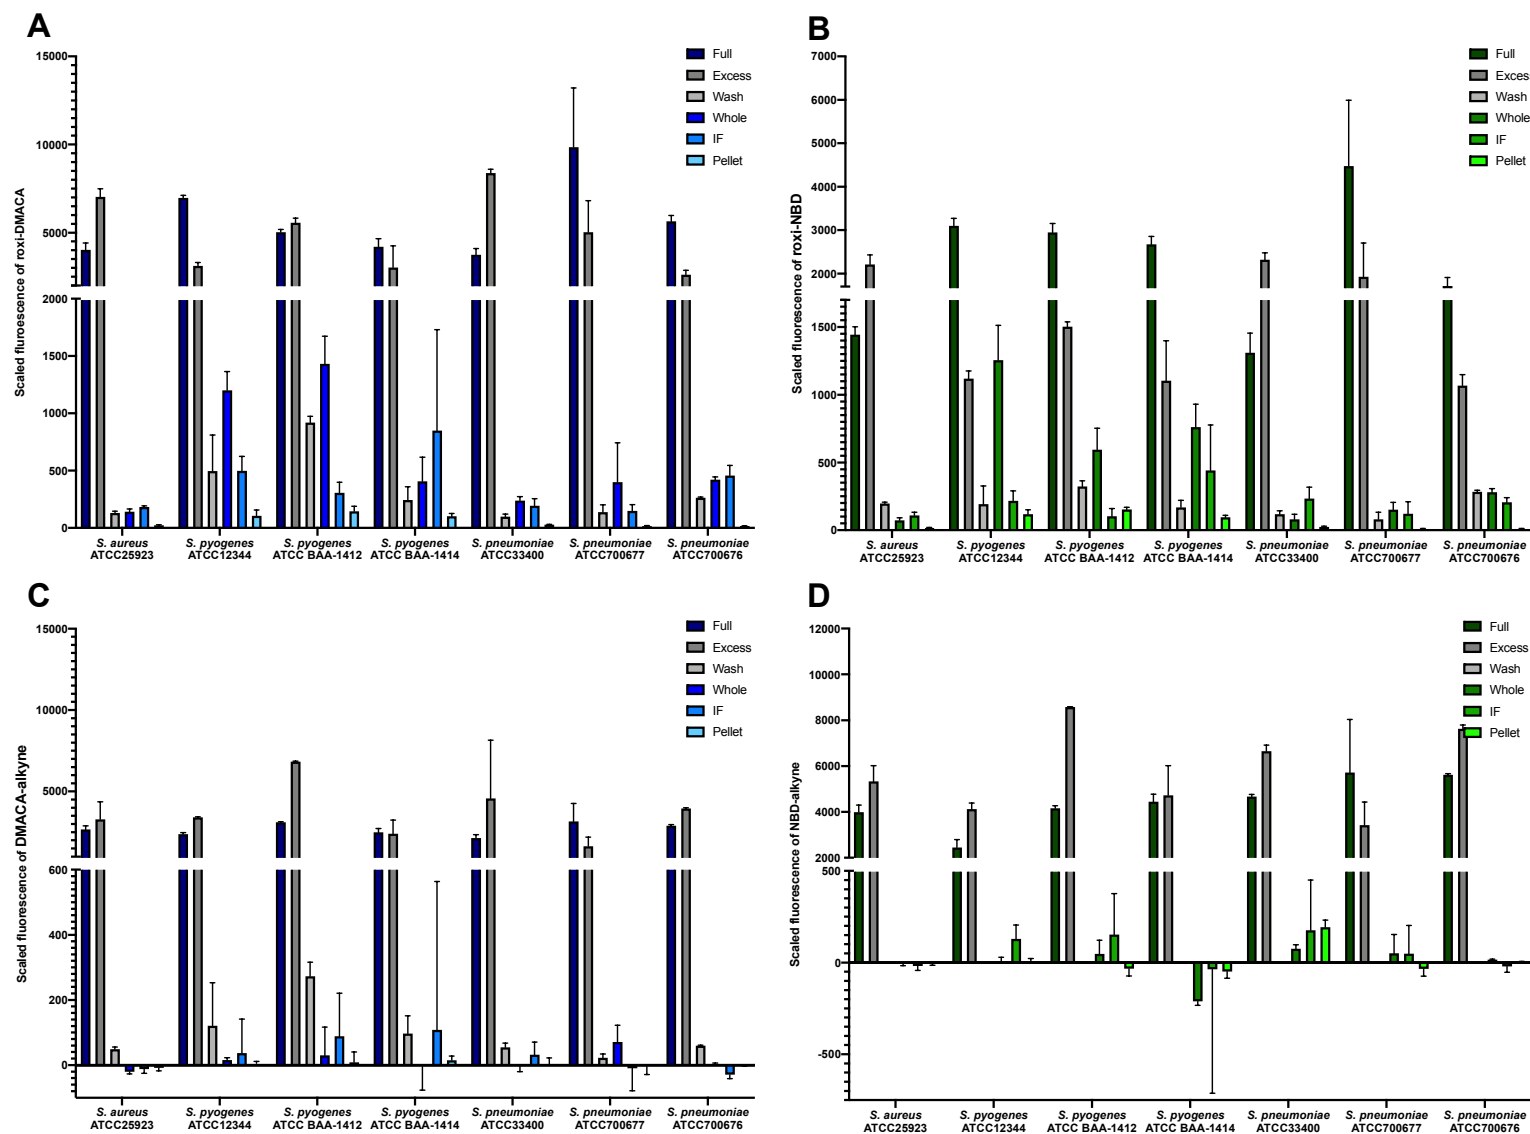 A
Scaled fluroescence of roxi-DMACA
15000
10000
5000
2000
1500
1000
500
0
Full
Excess
Wash
Whole
IF
Pellet
S. aureus ATCC25923
S. pyogenes ATCC12344
S. pyogenes ATCC BAA-1412
S. pyogenes ATCC BAA-1414
S. pneumoniae ATCC33400
S. pneumoniae ATCC700677
S. pneumoniae ATCC700676
B
Scaled fluorescence of roxi-NBD
7000
6000
5000
4000
3000
2000
1500
1000
500
0
Full
Excess
Wash
Whole
IF
Pellet
S. aureus ATCC25923
S. pyogenes ATCC12344
S. pyogenes ATCC BAA-1412
S. pyogenes ATCC BAA-1414
S. pneumoniae ATCC33400
S. pneumoniae ATCC700677
S. pneumoniae ATCC700676
C
Scaled fluorescence of DMACA-alkyne
15000
10000
5000
600
400
200
0
Full
Excess
Wash
Whole
IF
Pellet
S. aureus ATCC25923
S. pyogenes ATCC12344
S. pyogenes ATCC BAA-1412
S. pyogenes ATCC BAA-1414
S. pneumoniae ATCC33400
S. pneumoniae ATCC700677
S. pneumoniae ATCC700676
D
Scaled fluorescence of NBD-alkyne
12000
10000
8000
6000
4000
2000
500
0
-500
Full
Excess
Wash
Whole
IF
Pellet
S. aureus ATCC25923
S. pyogenes ATCC12344
S. pyogenes ATCC BAA-1412
S. pyogenes ATCC BAA-1414
S. pneumoniae ATCC33400
S. pneumoniae ATCC700677
S. pneumoniae ATCC700676